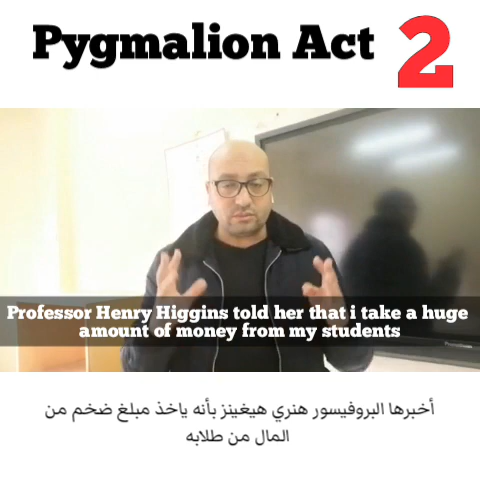 Pygmalion Act 2
Professor Henry Higgins told her that i take a huge
amount of money from my students
أخبرها البروفيسور هنري هيغينز بأنه ياخذ مبلغ ضخم من
المال من طلابه